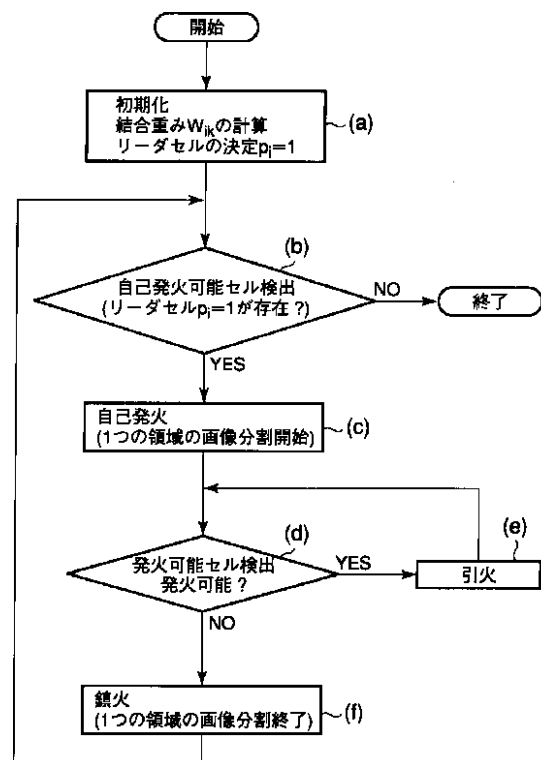 開始
初期化
結合重みWikの計算
リーダセルの決定pi=1
(a)
(b)
自己発火可能セル検出
(リーダセルpi=1が存在?)
NO
終了
YES
自己発火
(1つの領域の画像分割開始)
(c)
(d)
発火可能セル検出
発火可能?
YES
(e)
引火
NO
鎮火
(1つの領域の画像分割終了)
(f)